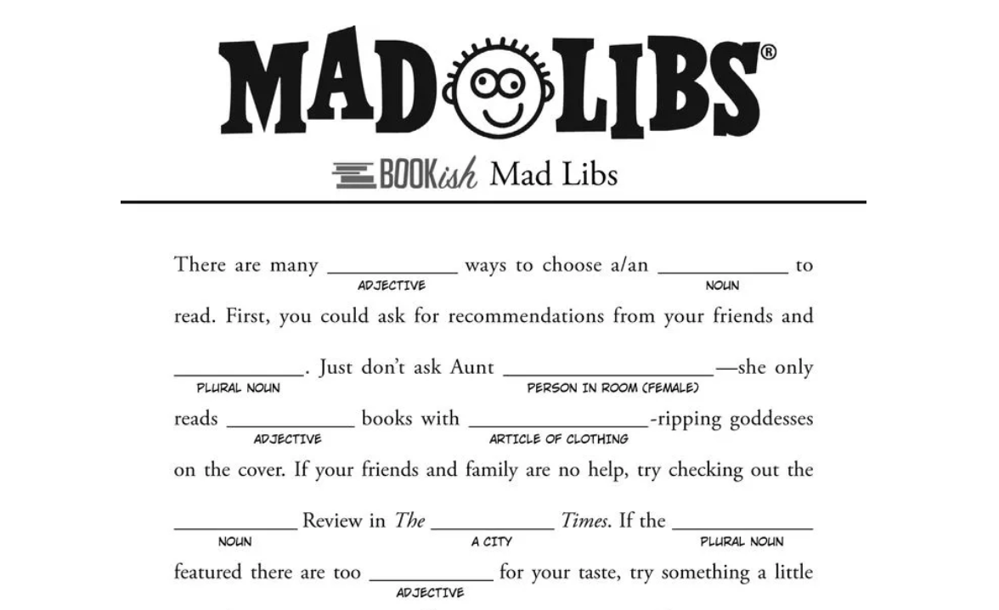 MAD LIBS®
BOOKish Mad Libs
There are many ____________ ways to choose a/an ____________ to
ADJECTIVE NOUN
read. First, you could ask for recommendations from your friends and
____________. Just don't ask Aunt ____________________—she only
PLURAL NOUN PERSON IN ROOM (FEMALE)
reads ____________ books with _________________-ripping goddesses
ADJECTIVE ARTICLE OF CLOTHING
on the cover. If your friends and family are no help, try checking out the
____________ Review in The ____________ Times. If the _____________
NOUN A CITY PLURAL NOUN
featured there are too ____________ for your taste, try something a little
ADJECTIVE